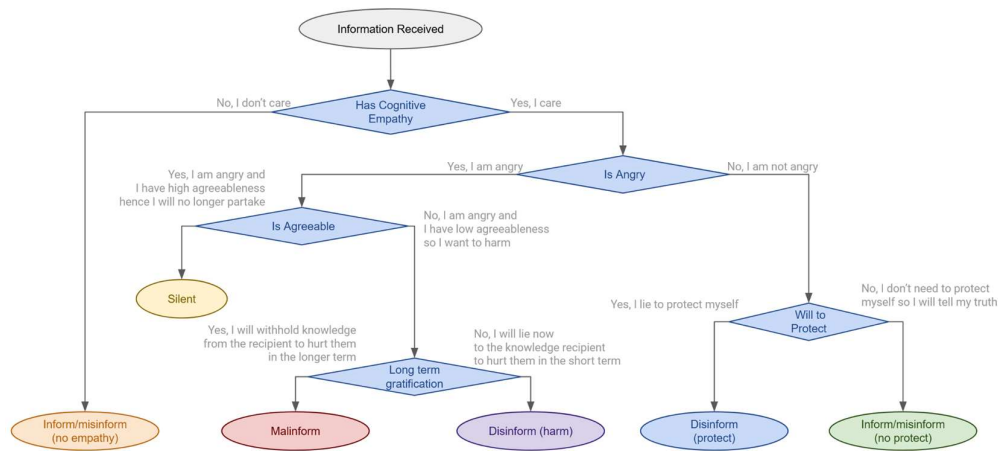 Information Received
No, I don't care
Has Cognitive
Empathy
Yes, I care
Yes, I am angry
Is Angry
No, I am not angry
Yes, I am angry and
I have high agreeableness
hence I will no longer partake
Is Agreeable
No, I am angry and
I have low agreeableness
so I want to harm
Silent
Yes, I lie to protect myself
Will to
Protect
No, I don't need to protect
myself so I will tell my truth
Yes, I will withhold knowledge
from the recipient to hurt them
in the longer term
Long term
gratification
No, I will lie now
to the knowledge recipient
to hurt them in the short term
Inform/misinform
(no empathy)
Malinform
Disinform (harm)
Disinform
(protect)
Inform/misinform
(no protect)